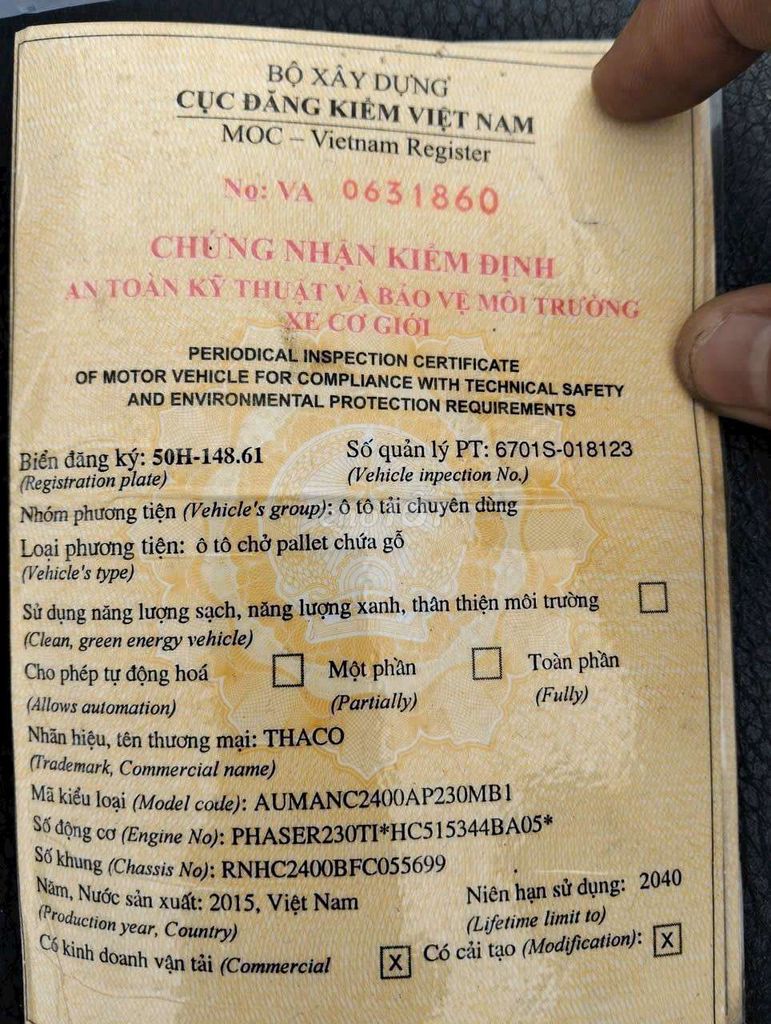 BỘ XÂY DỰNG
CỤC ĐĂNG KIỂM VIỆT NAM
MOC – Vietnam Register
No: VA 0631860
CHỨNG NHẬN KIỂM ĐỊNH
AN TOÀN KỸ THUẬT VÀ BẢO VỆ MÔI TRƯỜNG
XE CƠ GIỚI
PERIODICAL INSPECTION CERTIFICATE
OF MOTOR VEHICLE FOR COMPLIANCE WITH TECHNICAL SAFETY
AND ENVIRONMENTAL PROTECTION REQUIREMENTS
Biển đăng ký: 50H-148.61 Số quản lý PT: 6701S-018123
(Registration plate) (Vehicle inpection No.)
Nhóm phương tiện (Vehicle's group): ô tô tải chuyên dùng
Loại phương tiện: ô tô chở pallet chứa gỗ
(Vehicle's type)
Sử dụng năng lượng sạch, năng lượng xanh, thân thiện môi trường
(Clean, green energy vehicle)
Cho phép tự động hoá Một phần Toàn phần
(Allows automation) (Partially) (Fully)
Nhãn hiệu, tên thương mại: THACO
(Trademark, Commercial name)
Mã kiểu loại (Model code): AUMANC2400AP230MB1
Số động cơ (Engine No): PHASER230TI*HC515344BA05*
Số khung (Chassis No): RNHC2400BFC055699
Năm, Nước sản xuất: 2015, Việt Nam Niên hạn sử dụng: 2040
(Production year, Country) (Lifetime limit to)
Có kinh doanh vận tải (Commercial X Có cải tạo (Modification): X